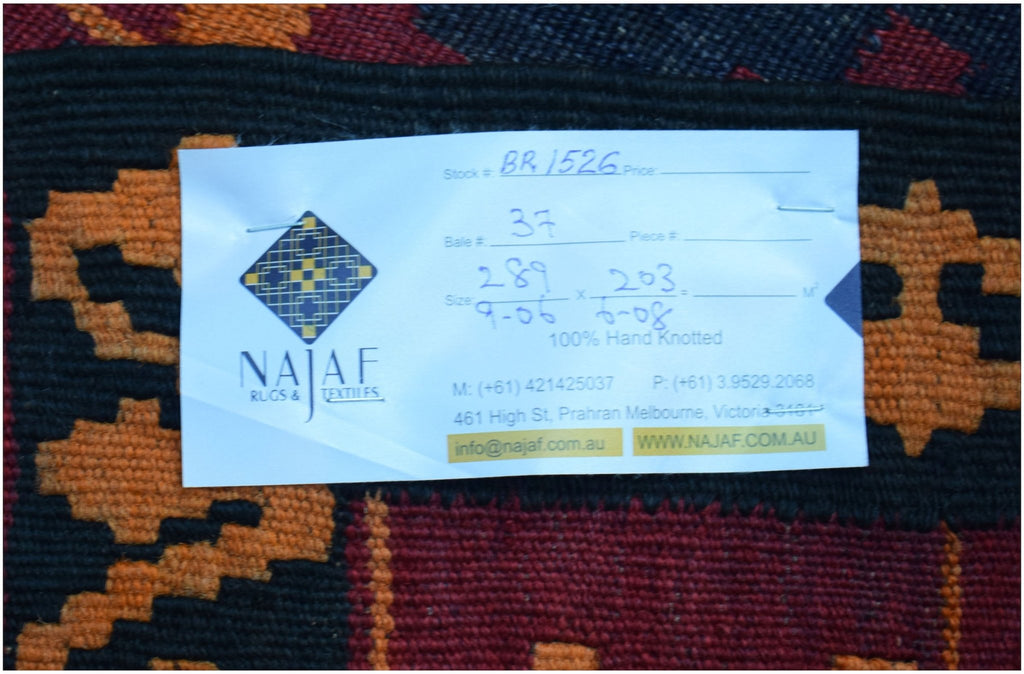 Stock #: BR 1526 Price:
Bale #: 37 Piece #:
Size: 289 x 203 = M²
9-06 6-08
100% Hand Knotted
NAJAF
RUGS & TEXTILES
M: (+61) 421425037 P: (+61) 3.9529.2068
461 High St, Prahran Melbourne, Victoria 3181
info@najaf.com.au WWW.NAJAF.COM.AU